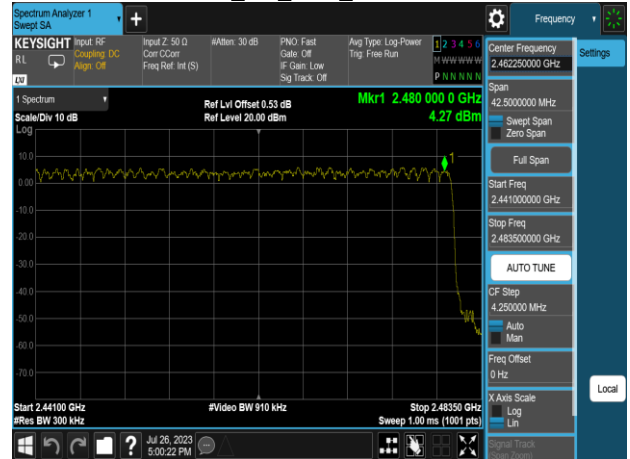 Spectrum Analyzer 1
Swept SA
Frequency
KEYSIGHT
RL
LXI
Input: RF
Coupling: DC
Align: Off
Input Z: 50 Ω
Corr CCorr
Freq Ref: Int (S)
#Atten: 30 dB
PNO: Fast
Gate: Off
IF Gain: Low
Sig Track: Off
Avg Type: Log-Power
Trig: Free Run
1 2 3 4 5 6
M W W W W W
P N N N N N
1 Spectrum
Scale/Div 10 dB
Log
Ref Lvl Offset 0.53 dB
Ref Level 20.00 dBm
Mkr1 2.480 000 0 GHz
4.27 dBm
10.0
0.00
-10.0
-20.0
-30.0
-40.0
-50.0
-60.0
-70.0
1
Start 2.44100 GHz
#Res BW 300 kHz
#Video BW 910 kHz
Stop 2.48350 GHz
Sweep 1.00 ms (1001 pts)
?
Jul 26, 2023
5:00:22 PM
Center Frequency
2.462250000 GHz
Span
42.5000000 MHz
Swept Span
Zero Span
Full Span
Start Freq
2.441000000 GHz
Stop Freq
2.483500000 GHz
AUTO TUNE
CF Step
4.250000 MHz
Auto
Man
Freq Offset
0 Hz
X Axis Scale
Log
Lin
Signal Track
(Span Zoom)
Settings
Local